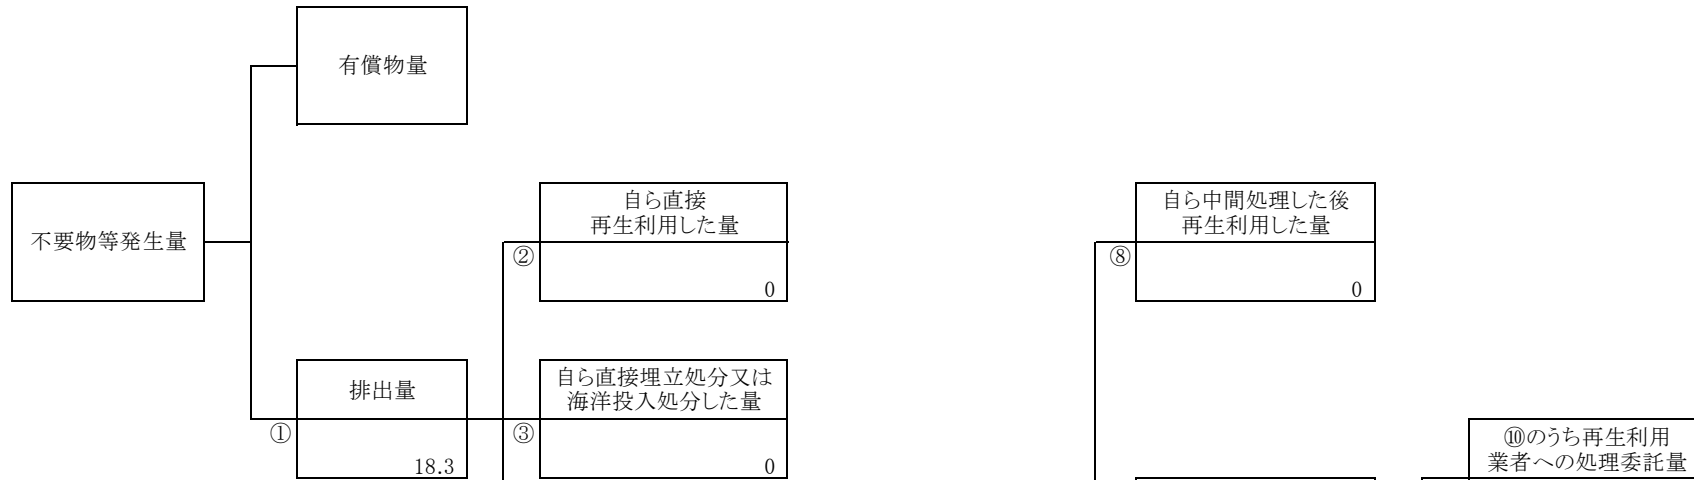 有償物量
不要物等発生量
自ら直接
再生利用した量
②
0
自ら中間処理した後
再生利用した量
⑧
0
排出量
①
18.3
自ら直接埋立処分又は
海洋投入処分した量
③
0
⑩のうち再生利用
業者への処理委託量